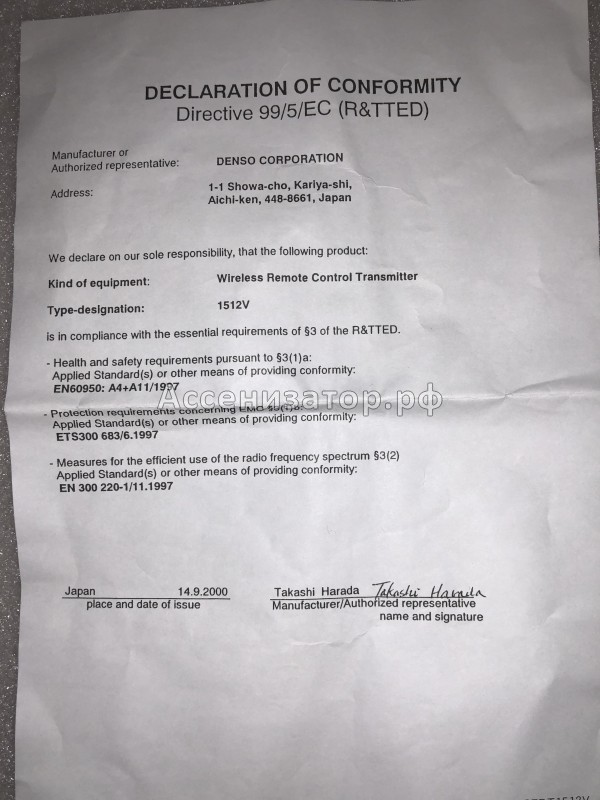 DECLARATION OF CONFORMITY
Directive 99/5/EC (R&TTED)
Manufacturer or
Authorized representative: DENSO CORPORATION
Address: 1-1 Showa-cho, Kariya-shi,
Aichi-ken, 448-8661, Japan
We declare on our sole responsibility, that the following product:
Kind of equipment: Wireless Remote Control Transmitter
Type-designation: 1512V
is in compliance with the essential requirements of §3 of the R&TTED.
- Health and safety requirements pursuant to §3(1)a:
Applied Standard(s) or other means of providing conformity:
EN60950: A4+A11/1997
Ассенизатор.рф
- Protection requirements concerning EMC
Applied Standard(s) or other means of providing conformity:
ETS300 683/6.1997
- Measures for the efficient use of the radio frequency spectrum §3(2)
Applied Standard(s) or other means of providing conformity:
EN 300 220-1/11.1997
Japan 14.9.2000 Takashi Harada Takashi Harada
place and date of issue Manufacturer/Authorized representative
name and signature